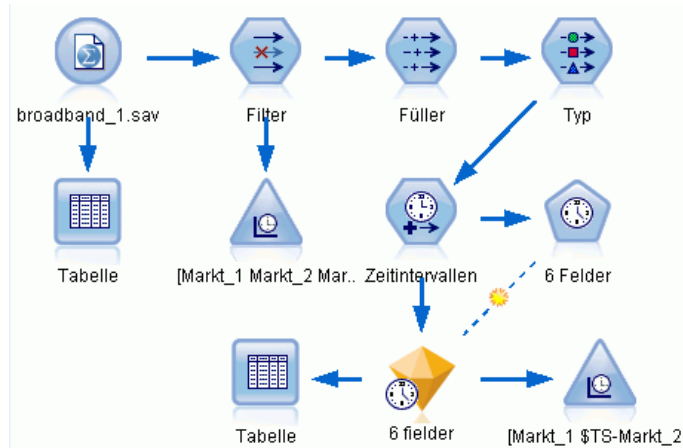 broadband_1.sav
Filter
Füller
Typ
Tabelle
[Markt_1 Markt_2 Mar..
Zeitintervallen
6 Felder
Tabelle
6 fielder
[Markt_1 $TS-Markt_2